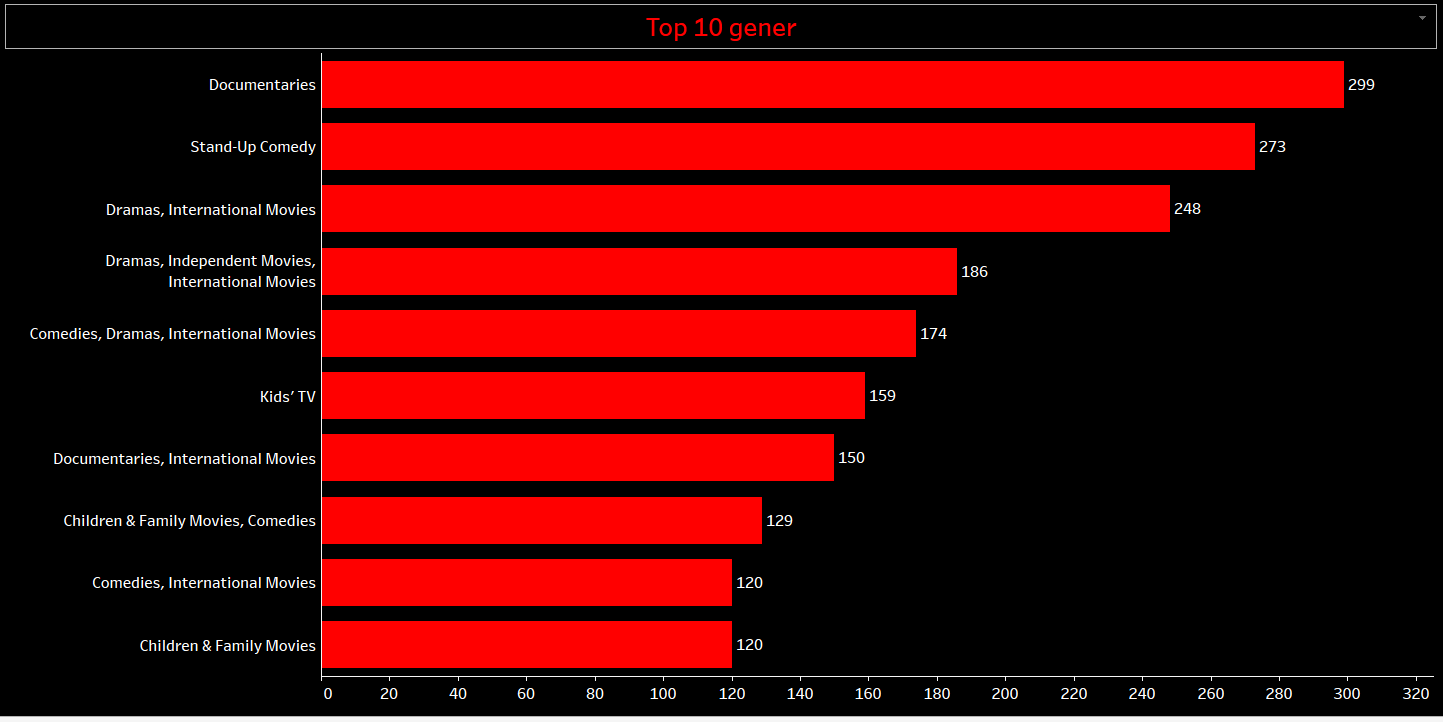 Top 10 gener
Documentaries
299
Stand-Up Comedy
273
Dramas, International Movies
248
Dramas, Independent Movies,
International Movies
186
Comedies, Dramas, International Movies
174
Kids’ TV
159
Documentaries, International Movies
150
Children & Family Movies, Comedies
129
Comedies, International Movies
120
Children & Family Movies
120
0 20 40 60 80 100 120 140 160 180 200 220 240 260 280 300 320